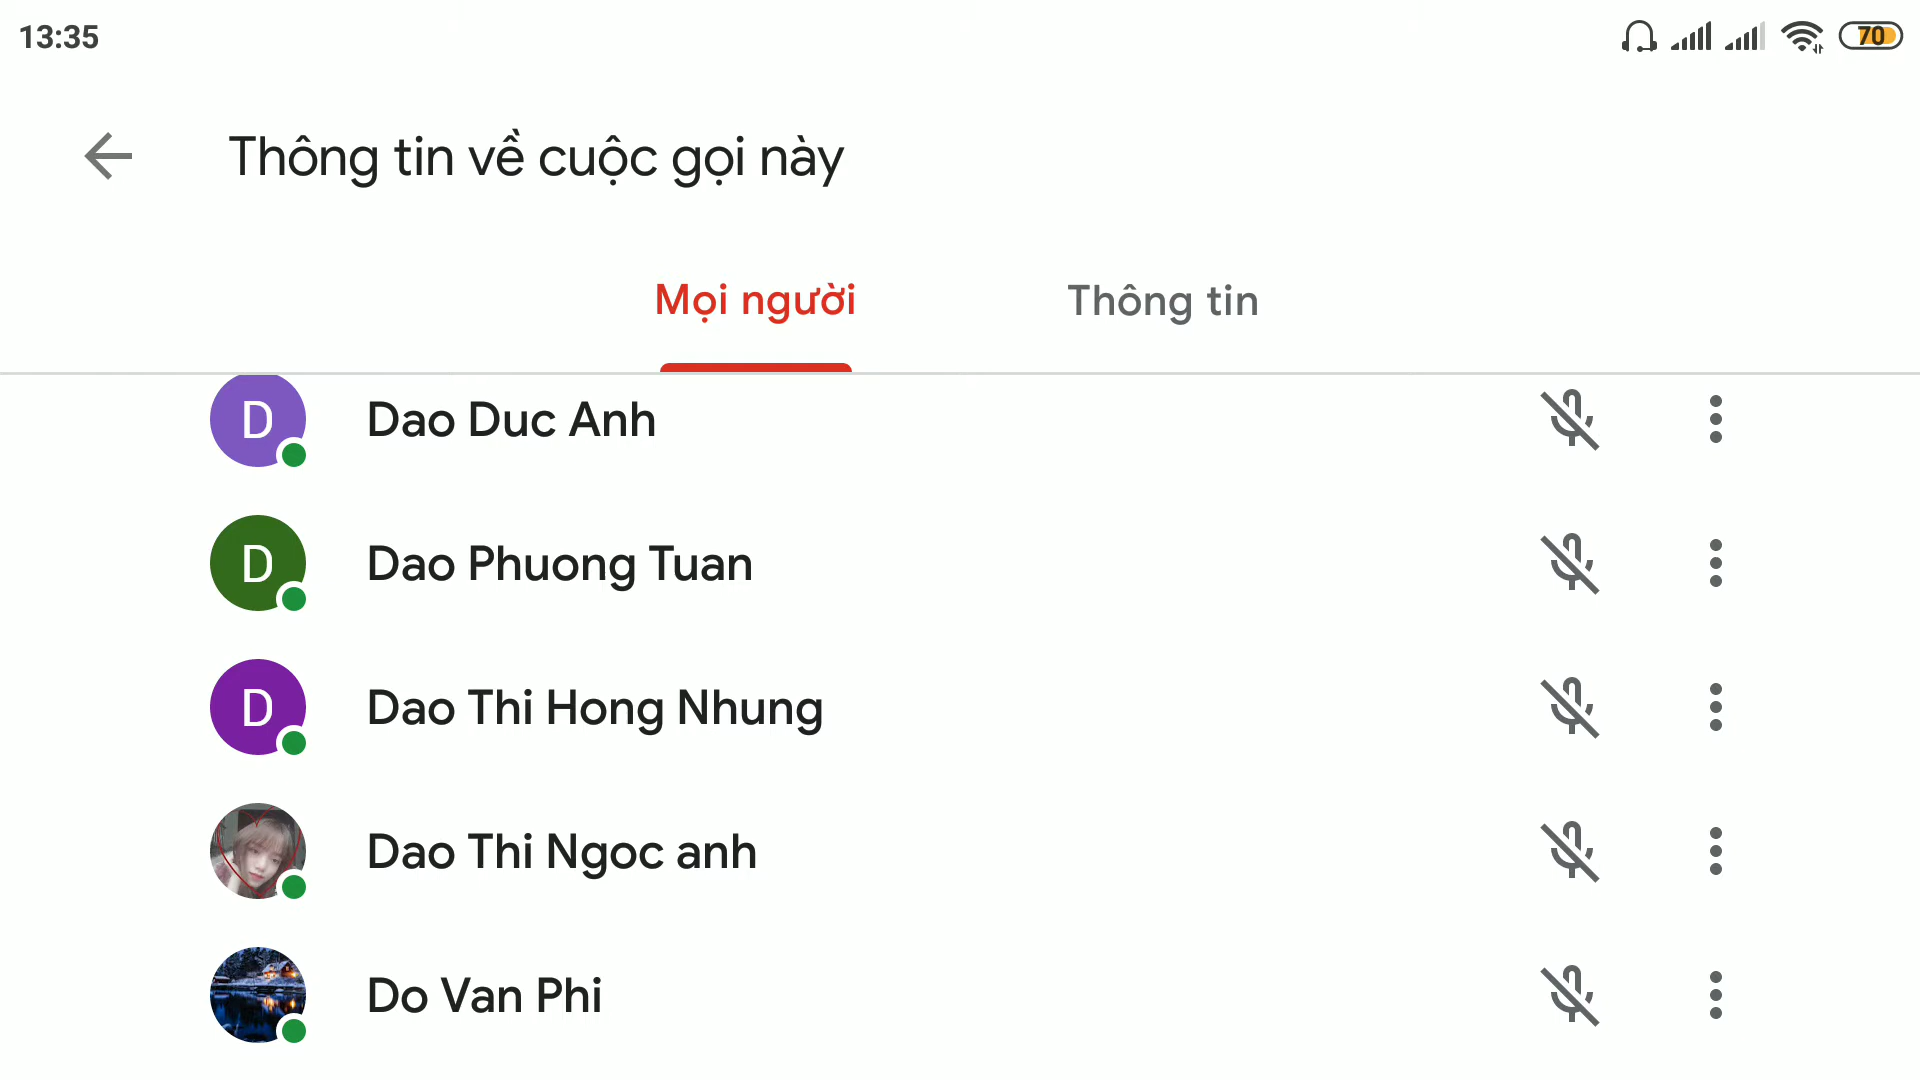 13:35
70
Thông tin về cuộc gọi này
Mọi người
Thông tin
D
Dao Duc Anh
D
Dao Phuong Tuan
D
Dao Thi Hong Nhung
Dao Thi Ngoc anh
Do Van Phi